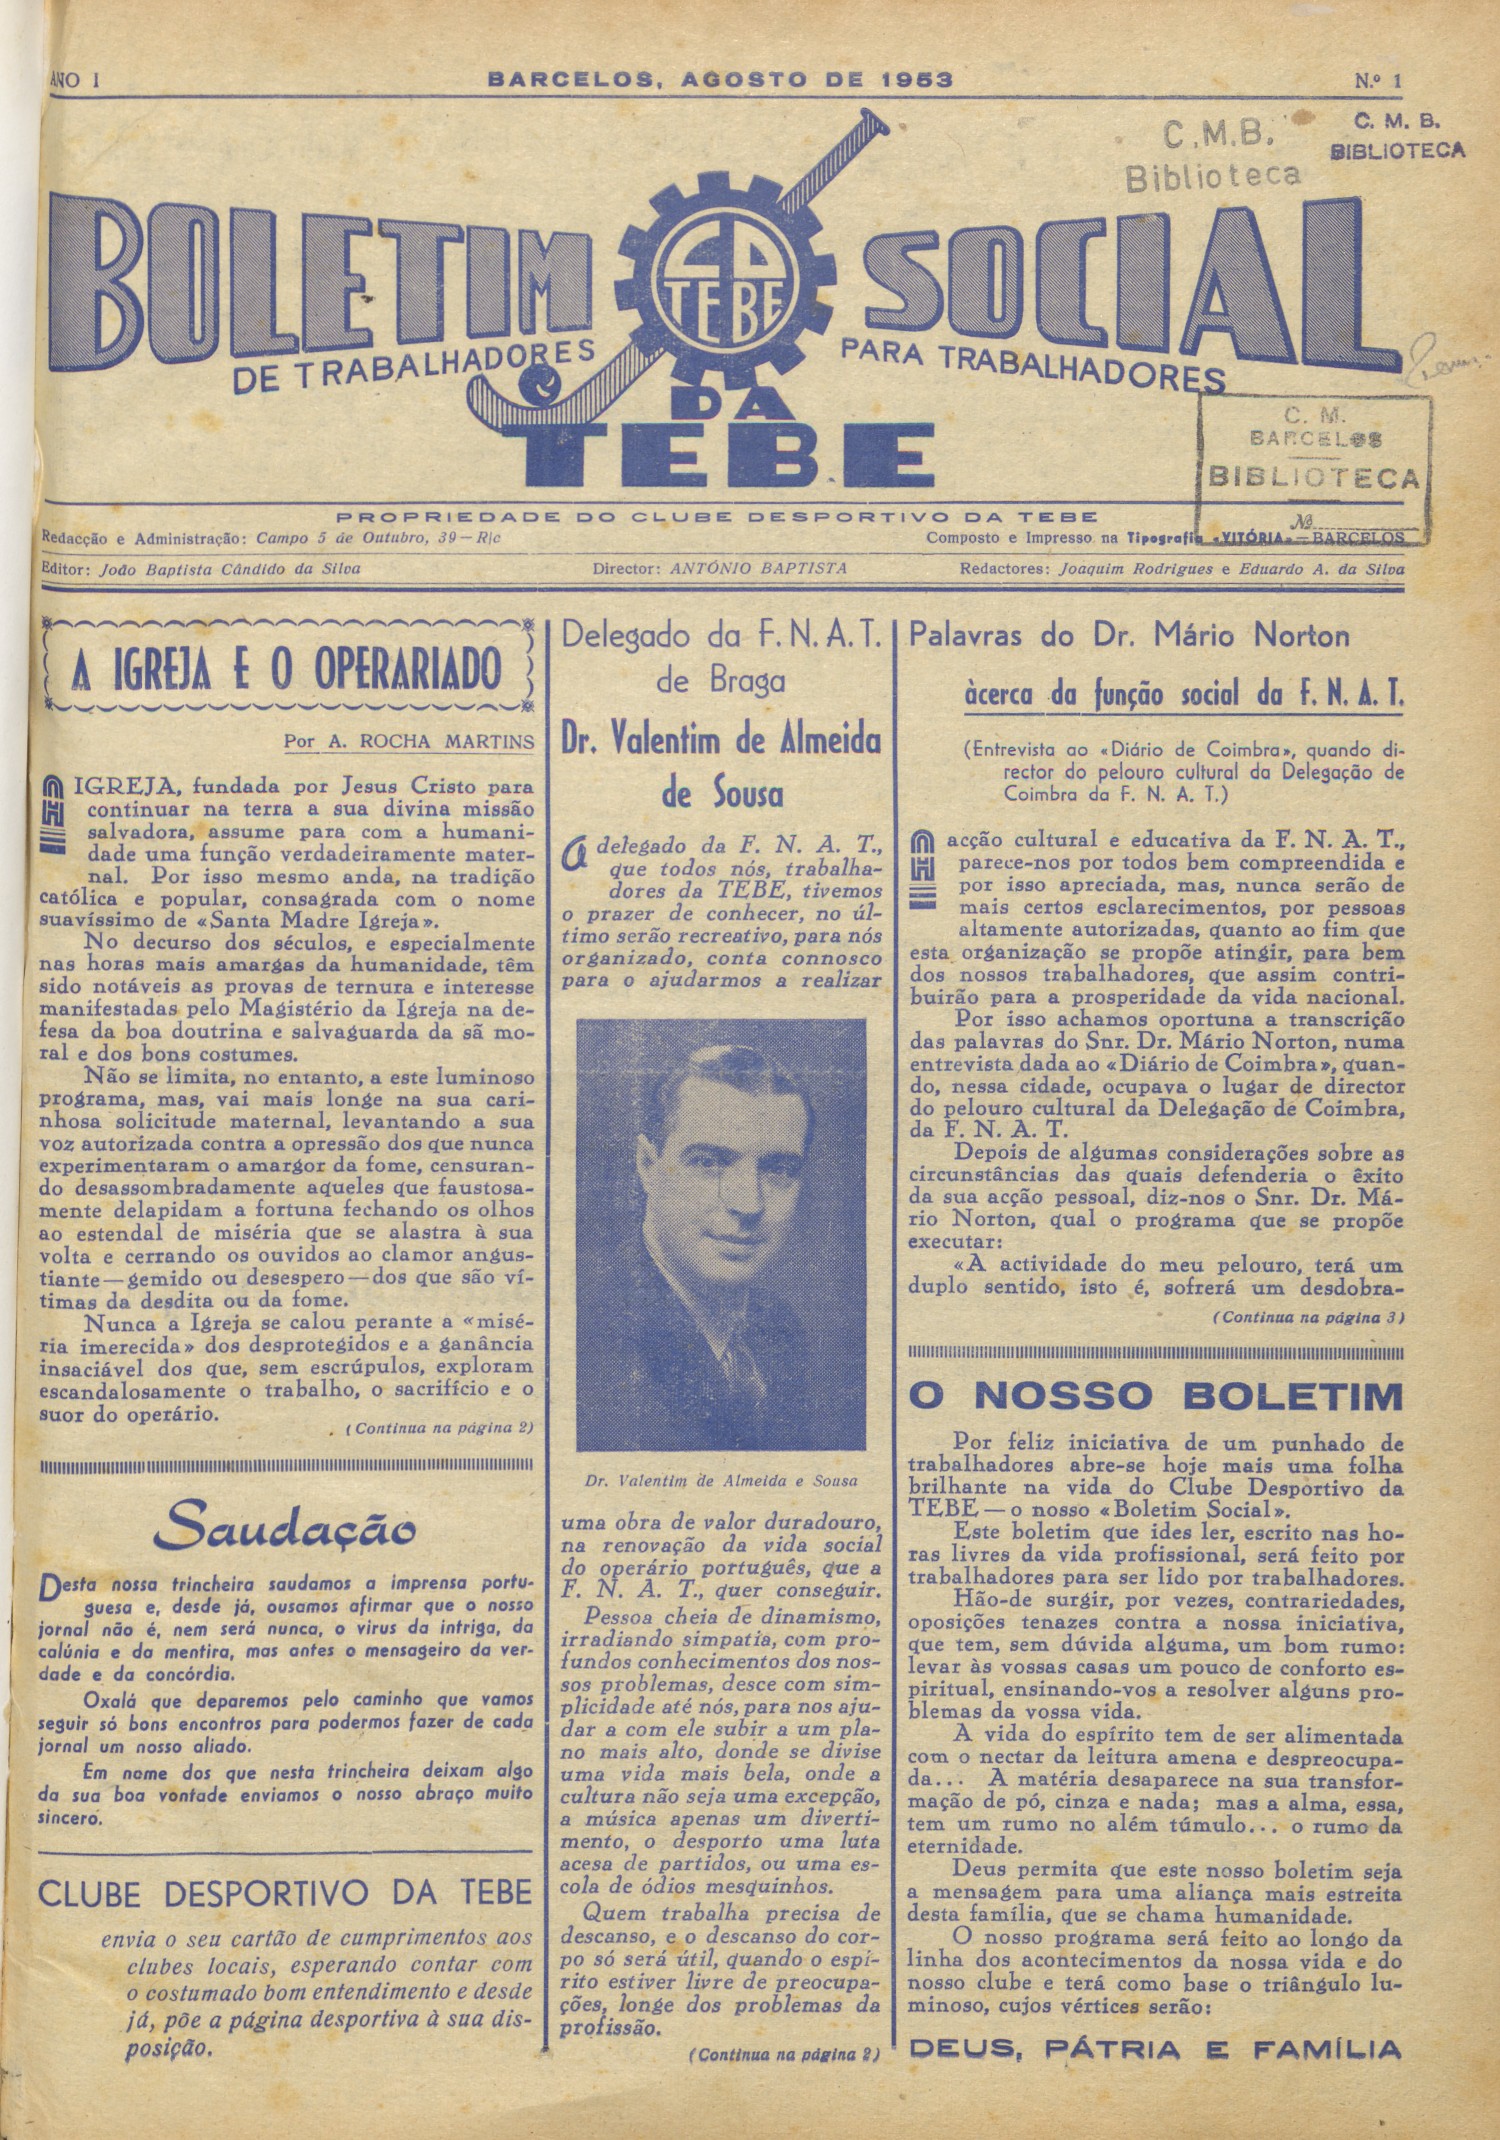 ANO I
BARCELOS, AGOSTO DE 1953
N.º 1
C.M.B.
Biblioteca
C. M. B.
BIBLIOTECA
BOLETIM SOCIAL
CD
TEBE
DE TRABALHADORES PARA TRABALHADORES
DA
TEBE
C. M.
BARCELOS
BIBLIOTECA
Nº
PROPRIEDADE DO CLUBE DESPORTIVO DA TEBE
Redacção e Administração: Campo 5 de Outubro, 39—R/c
Composto e Impresso na Tipografia «VITÓRIA»—BARCELOS
Editor: João Baptista Cândido da Silva
Director: ANTÓNIO BAPTISTA
Redactores: Joaquim Rodrigues e Eduardo A. da Silva
A IGREJA E O OPERARIADO
Por A. ROCHA MARTINS
A IGREJA, fundada por Jesus Cristo para
continuar na terra a sua divina missão
salvadora, assume para com a humani-
dade uma função verdadeiramente mater-
nal. Por isso mesmo anda, na tradição
católica e popular, consagrada com o nome
suavíssimo de «Santa Madre Igreja».
No decurso dos séculos, e especialmente
nas horas mais amargas da humanidade, têm
sido notáveis as provas de ternura e interesse
manifestadas pelo Magistério da Igreja na de-
fesa da boa doutrina e salvaguarda da sã mo-
ral e dos bons costumes.
Não se limita, no entanto, a este luminoso
programa, mas, vai mais longe na sua cari-
nhosa solicitude maternal, levantando a sua
voz autorizada contra a opressão dos que nunca
experimentaram o amargor da fome, censuran-
do desassombradamente aqueles que faustosa-
mente delapidam a fortuna fechando os olhos
ao estendal de miséria que se alastra à sua
volta e cerrando os ouvidos ao clamor angus-
tiante—gemido ou desespero—dos que são ví-
timas da desdita ou da fome.
Nunca a Igreja se calou perante a «misé-
ria imerecida» dos desprotegidos e a ganância
insaciável dos que, sem escrúpulos, exploram
escandalosamente o trabalho, o sacrifício e o
suor do operário.
(Continua na página 2)
Saudação
Desta nossa trincheira saudamos a imprensa portu-
guesa e, desde já, ousamos afirmar que o nosso
jornal não é, nem será nunca, o virus da intriga, da
calúnia e da mentira, mas antes o mensageiro da ver-
dade e da concórdia.
Oxalá que deparemos pelo caminho que vamos
seguir só bons encontros para podermos fazer de cada
jornal um nosso aliado.
Em nome dos que nesta trincheira deixam algo
da sua boa vontade enviamos o nosso abraço muito
sincero.
CLUBE DESPORTIVO DA TEBE
envia o seu cartão de cumprimentos aos
clubes locais, esperando contar com
o costumado bom entendimento e desde
já, põe a página desportiva à sua dis-
posição.
Delegado da F. N. A. T.
de Braga
Dr. Valentim de Almeida
de Sousa
O delegado da F. N. A. T.,
que todos nós, trabalha-
dores da TEBE, tivemos
o prazer de conhecer, no úl-
timo serão recreativo, para nós
organizado, conta connosco
para o ajudarmos a realizar
Dr. Valentim de Almeida e Sousa
uma obra de valor duradouro,
na renovação da vida social
do operário português, que a
F. N. A. T., quer conseguir.
Pessoa cheia de dinamismo,
irradiando simpatia, com pro-
fundos conhecimentos dos nos-
sos problemas, desce com sim-
plicidade até nós, para nos aju-
dar a com ele subir a um pla-
no mais alto, donde se divise
uma vida mais bela, onde a
cultura não seja uma excepção,
a música apenas um diverti-
mento, o desporto uma luta
acesa de partidos, ou uma es-
cola de ódios mesquinhos.
Quem trabalha precisa de
descanso, e o descanso do cor-
po só será útil, quando o espí-
rito estiver livre de preocupa-
ções, longe dos problemas da
profissão.
(Continua na página 2)
Palavras do Dr. Mário Norton
àcerca da função social da F. N. A. T.
(Entrevista ao «Diário de Coimbra», quando di-
rector do pelouro cultural da Delegação de
Coimbra da F. N. A. T.)
A acção cultural e educativa da F. N. A. T.,
parece-nos por todos bem compreendida e
por isso apreciada, mas, nunca serão de
mais certos esclarecimentos, por pessoas
altamente autorizadas, quanto ao fim que
esta organização se propõe atingir, para bem
dos nossos trabalhadores, que assim contri-
buirão para a prosperidade da vida nacional.
Por isso achamos oportuna a transcrição
das palavras do Snr. Dr. Mário Norton, numa
entrevista dada ao «Diário de Coimbra», quan-
do, nessa cidade, ocupava o lugar de director
do pelouro cultural da Delegação de Coimbra,
da F. N. A. T.
Depois de algumas considerações sobre as
circunstâncias das quais defenderia o êxito
da sua acção pessoal, diz-nos o Snr. Dr. Má-
rio Norton, qual o programa que se propõe
executar:
«A actividade do meu pelouro, terá um
duplo sentido, isto é, sofrerá um desdobra-
(Continua na página 3)
O NOSSO BOLETIM
Por feliz iniciativa de um punhado de
trabalhadores abre-se hoje mais uma folha
brilhante na vida do Clube Desportivo da
TEBE—o nosso «Boletim Social».
Este boletim que ides ler, escrito nas ho-
ras livres da vida profissional, será feito por
trabalhadores para ser lido por trabalhadores.
Hão-de surgir, por vezes, contrariedades,
oposições tenazes contra a nossa iniciativa,
que tem, sem dúvida alguma, um bom rumo:
levar às vossas casas um pouco de conforto es-
piritual, ensinando-vos a resolver alguns pro-
blemas da vossa vida.
A vida do espírito tem de ser alimentada
com o nectar da leitura amena e despreocupa-
da... A matéria desaparece na sua transfor-
mação de pó, cinza e nada; mas a alma, essa,
tem um rumo no além túmulo... o rumo da
eternidade.
Deus permita que este nosso boletim seja
a mensagem para uma aliança mais estreita
desta família, que se chama humanidade.
O nosso programa será feito ao longo da
linha dos acontecimentos da nossa vida e do
nosso clube e terá como base o triângulo lu-
minoso, cujos vértices serão:
DEUS, PÁTRIA E FAMÍLIA